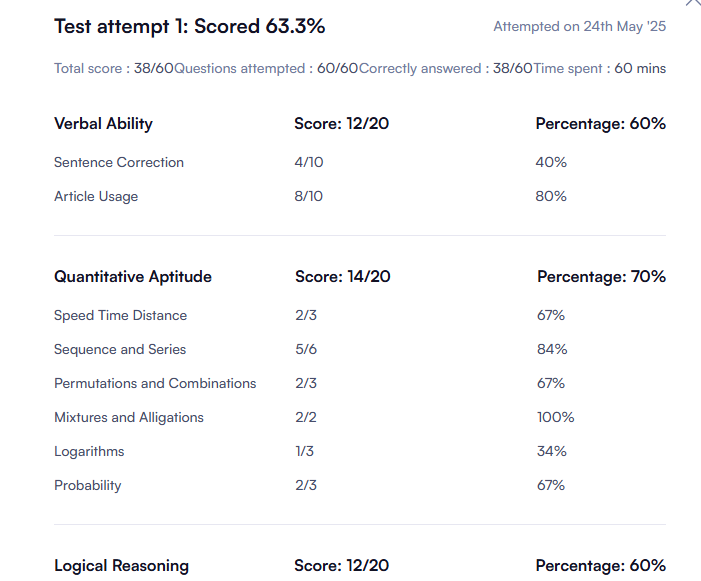 Test attempt 1: Scored 63.3% Attempted on 24th May '25
Total score : 38/60Questions attempted : 60/60Correctly answered : 38/60Time spent : 60 mins
Verbal Ability Score: 12/20 Percentage: 60%
Sentence Correction 4/10 40%
Article Usage 8/10 80%
Quantitative Aptitude Score: 14/20 Percentage: 70%
Speed Time Distance 2/3 67%
Sequence and Series 5/6 84%
Permutations and Combinations 2/3 67%
Mixtures and Alligations 2/2 100%
Logarithms 1/3 34%
Probability 2/3 67%
Logical Reasoning Score: 12/20 Percentage: 60%